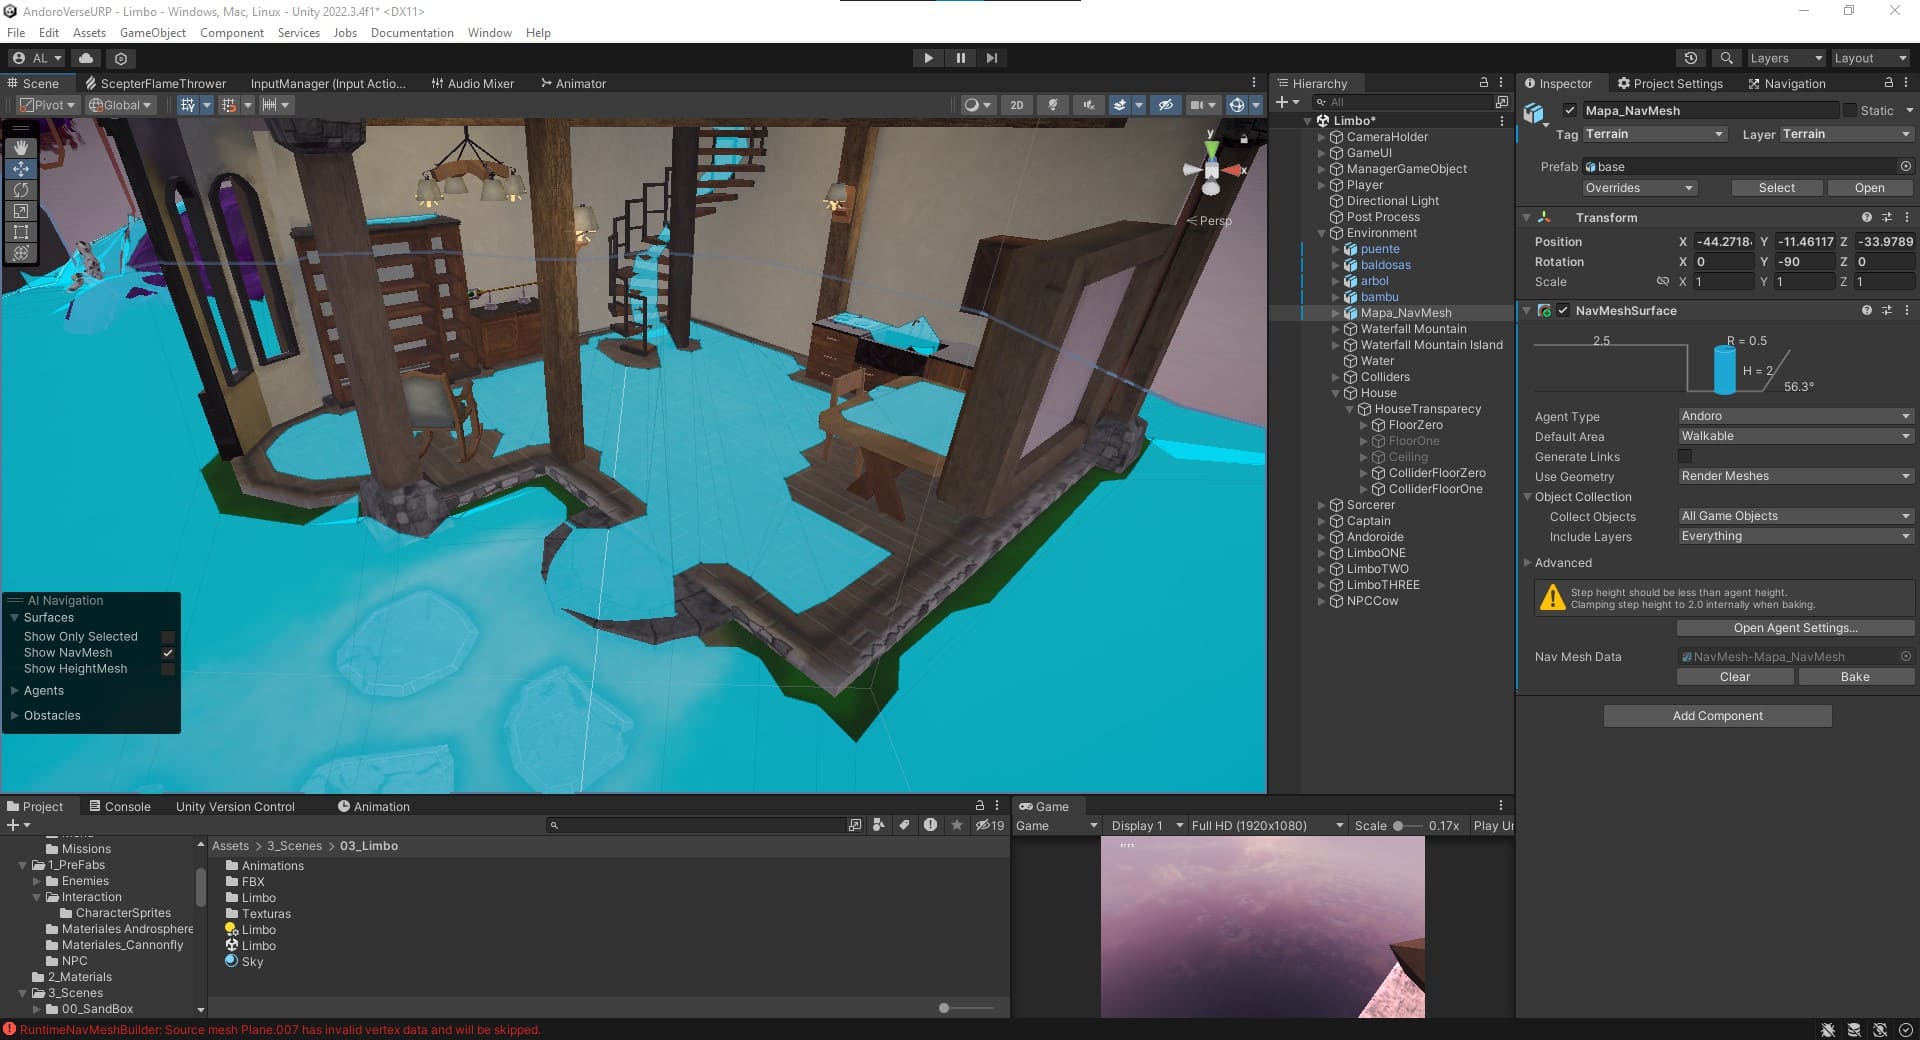 AndoroVerseURP - Limbo - Windows, Mac, Linux - Unity 2022.3.4f1* <DX11>
File Edit Assets GameObject Component Services Jobs Documentation Window Help
AL Layers Layout
Scene ScepterFlameThrower InputManager (Input Actio... Audio Mixer Animator
Pivot Global 2D
y
x
Persp
AI Navigation
Surfaces
Show Only Selected
Show NavMesh
Show HeightMesh
Agents
Obstacles
Hierarchy
All
Limbo*
CameraHolder
GameUI
ManagerGameObject
Player
Directional Light
Post Process
Environment
puente
baldosas
arbol
bambu
Mapa_NavMesh
Waterfall Mountain
Waterfall Mountain Island
Water
Colliders
House
HouseTransparecy
FloorZero
FloorOne
Ceiling
ColliderFloorZero
ColliderFloorOne
Sorcerer
Captain
Andoroide
LimboONE
LimboTWO
LimboTHREE
NPCCow
Inspector Project Settings Navigation
Mapa_NavMesh Static
Tag Terrain Layer Terrain
Prefab base
Overrides Select Open
Transform
Position X -44.2718 Y -11.46117 Z -33.9789
Rotation X 0 Y -90 Z 0
Scale X 1 Y 1 Z 1
NavMeshSurface
2.5 R = 0.5
H = 2
56.3°
Agent Type Andoro
Default Area Walkable
Generate Links
Use Geometry Render Meshes
Object Collection
Collect Objects All Game Objects
Include Layers Everything
Advanced
Step height should be less than agent height.
Clamping step height to 2.0 internally when baking.
Open Agent Settings...
Nav Mesh Data NavMesh-Mapa_NavMesh
Clear Bake
Add Component
Project Console Unity Version Control Animation
19
Missions
1_PreFabs
Enemies
Interaction
CharacterSprites
Materiales Androsphere
Materiales_Cannonfly
NPC
2_Materials
3_Scenes
00_SandBox
Assets > 3_Scenes > 03_Limbo
Animations
FBX
Limbo
Texturas
Limbo
Limbo
Sky
Game
Game Display 1 Full HD (1920x1080) Scale 0.17x Play Un
RuntimeNavMeshBuilder: Source mesh Plane.007 has invalid vertex data and will be skipped.